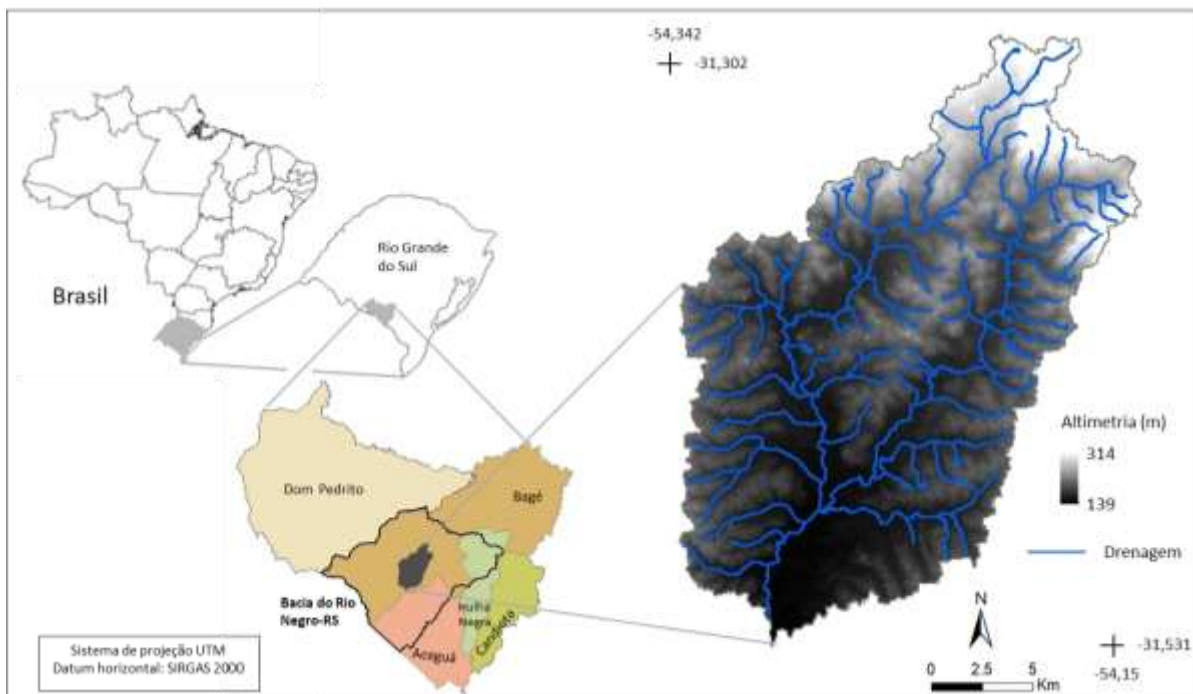 -54,342
-31,302
Rio Grande
do Sul
Brasil
Altimetria (m)
314
139
Dom Pedrito
Bagé
Drenagem
N
Bacia do Rio
Negro-RS
Hulha
Negra
Candiota
Aceguá
Sistema de projeção UTM
Datum horizontal: SIRGAS 2000
-31,531
-54,15
0 2.5 5
Km